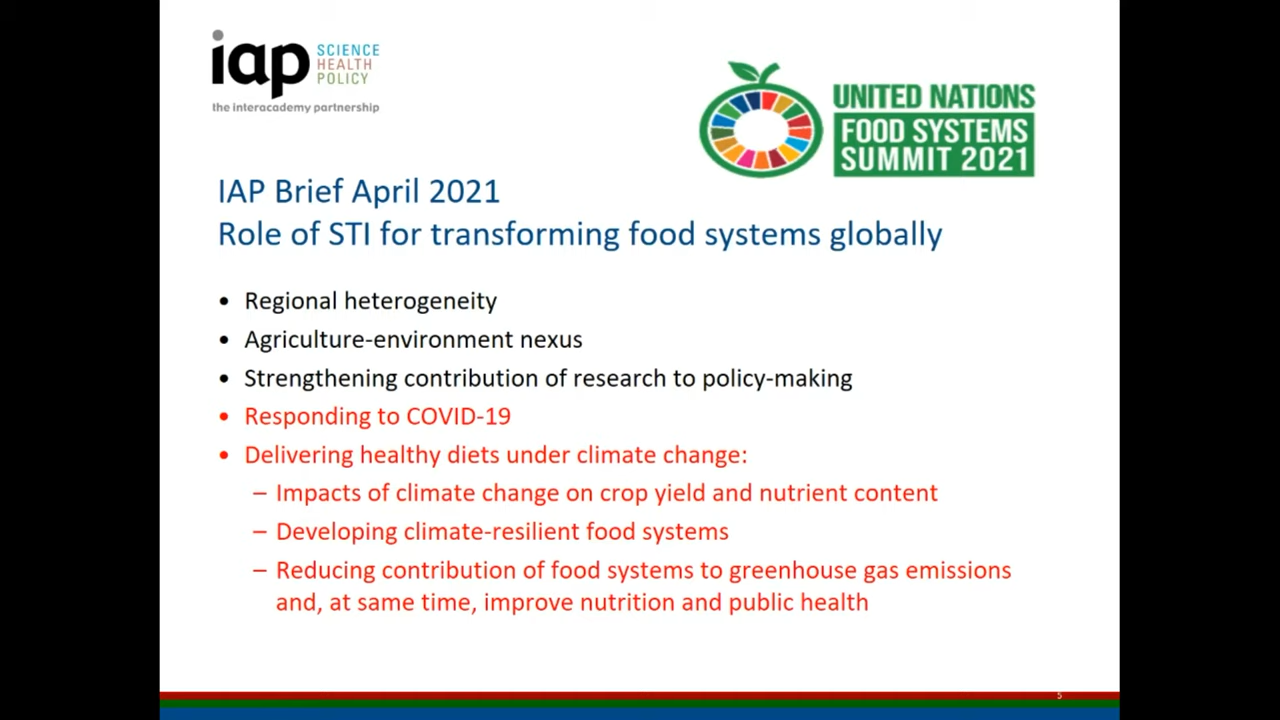 iap SCIENCE
HEALTH
POLICY
the interacademy partnership
UNITED NATIONS
FOOD SYSTEMS
SUMMIT 2021
IAP Brief April 2021
Role of STI for transforming food systems globally
• Regional heterogeneity
• Agriculture-environment nexus
• Strengthening contribution of research to policy-making
• Responding to COVID-19
• Delivering healthy diets under climate change:
– Impacts of climate change on crop yield and nutrient content
– Developing climate-resilient food systems
– Reducing contribution of food systems to greenhouse gas emissions
and, at same time, improve nutrition and public health
5